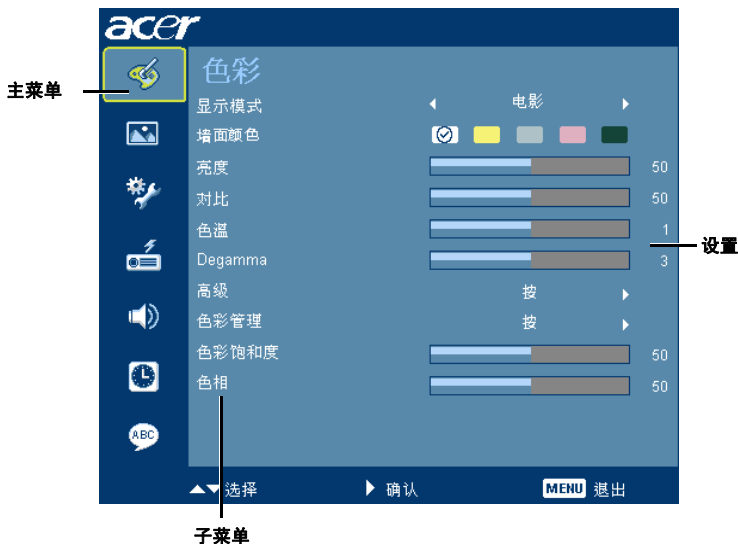 acer
色彩
主菜单
显示模式 电影
墙面颜色
亮度 50
对比 50
色温 1
设置
Degamma 3
高级 按
色彩管理 按
色彩饱和度 50
色相 50
ABC
选择 确认 MENU 退出
子菜单